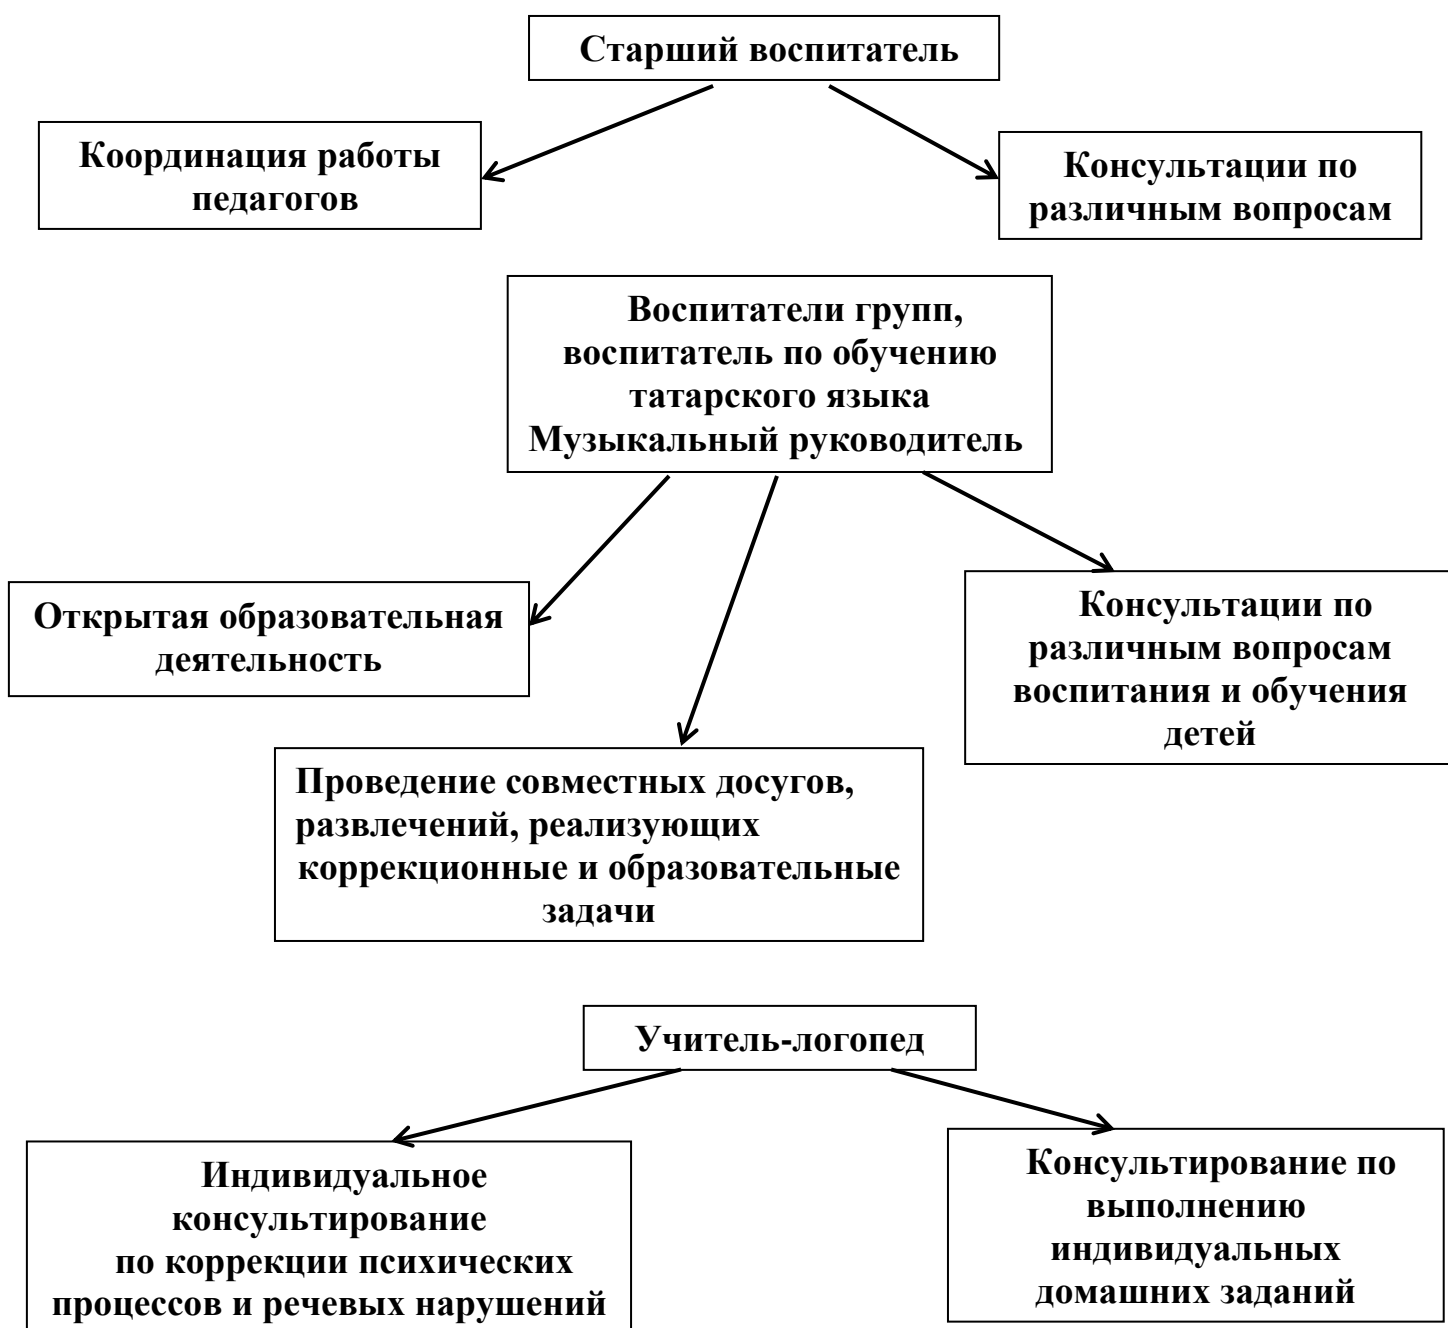 Старший воспитатель
Координация работы
педагогов
Консультации по
различным вопросам
Воспитатели групп,
воспитатель по обучению
татарского языка
Музыкальный руководитель
Открытая образовательная
деятельность
Консультации по
различным вопросам
воспитания и обучения
детей
Проведение совместных досугов,
развлечений, реализующих
коррекционные и образовательные
задачи
Учитель-логопед
Индивидуальное
консультирование
по коррекции психических
процессов и речевых нарушений
Консультирование по
выполнению
индивидуальных
домашних заданий